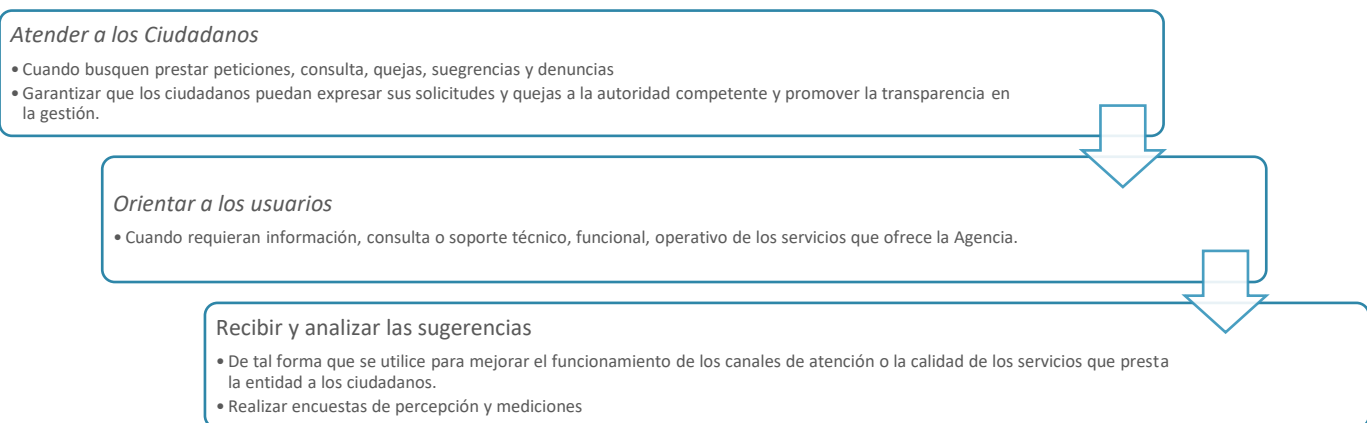 Atender a los Ciudadanos
• Cuando busquen prestar peticiones, consulta, quejas, suegrencias y denuncias
• Garantizar que los ciudadanos puedan expresar sus solicitudes y quejas a la autoridad competente y promover la transparencia en
la gestión.
Orientar a los usuarios
• Cuando requieran información, consulta o soporte técnico, funcional, operativo de los servicios que ofrece la Agencia.
Recibir y analizar las sugerencias
• De tal forma que se utilice para mejorar el funcionamiento de los canales de atención o la calidad de los servicios que presta
la entidad a los ciudadanos.
• Realizar encuestas de percepción y mediciones